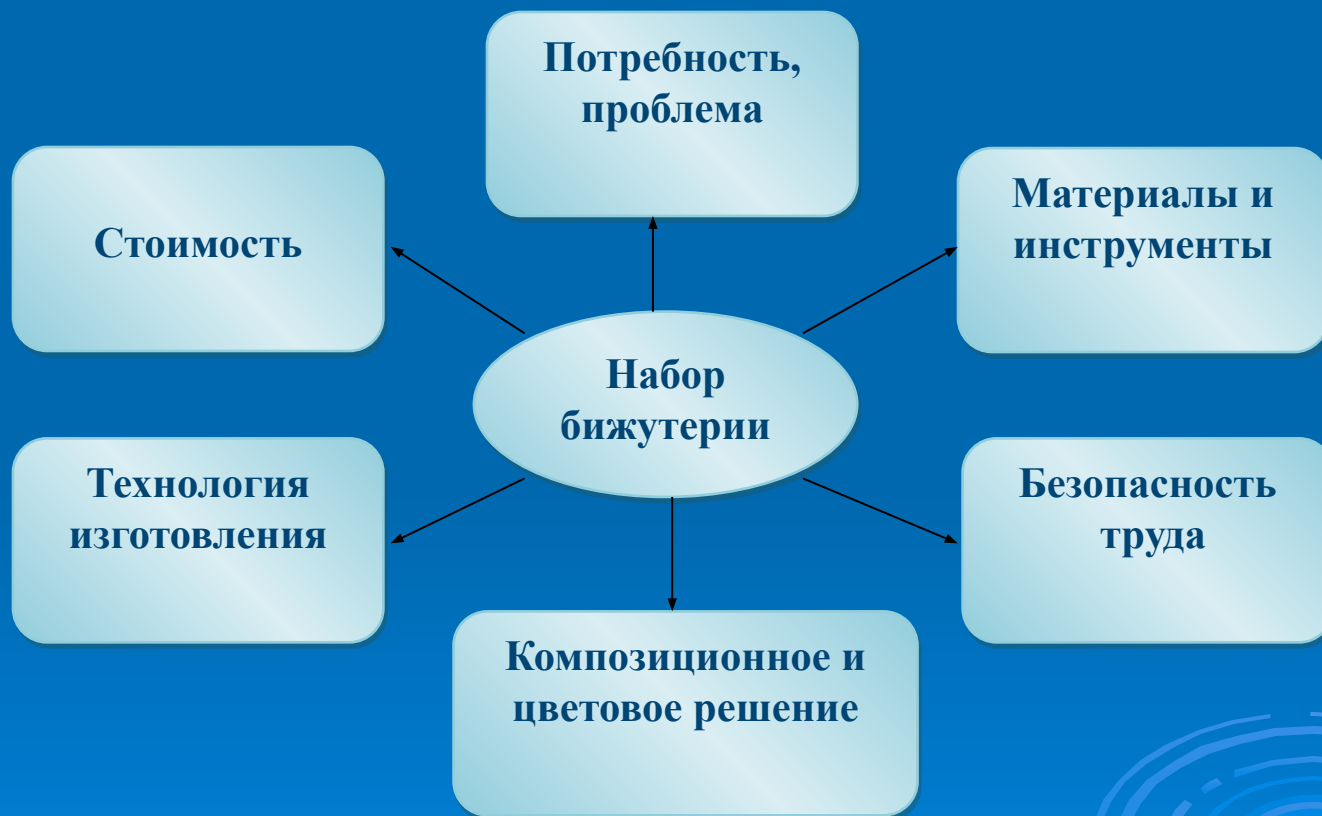 Потребность,
проблема
Стоимость
Материалы и
инструменты
Набор
бижутерии
Технология
изготовления
Безопасность
труда
Композиционное и
цветовое решение